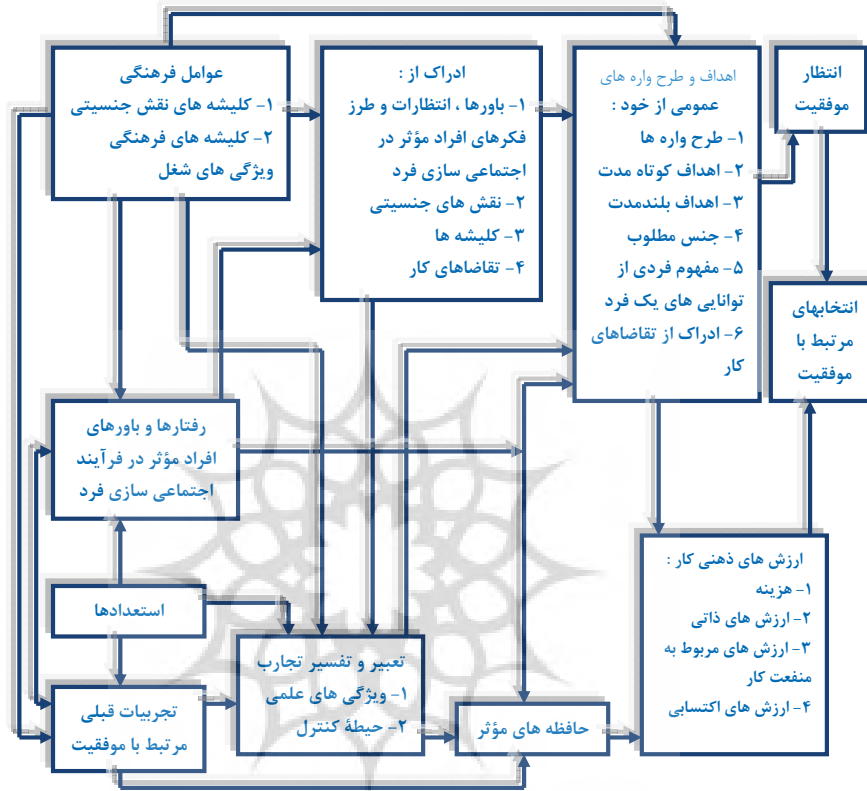 عوامل فرهنگی
۱- کلیشه های نقش جنسیتی
۲- کلیشه های فرهنگی
ویژگی های شغل
ادراک از :
۱- باورها ، انتظارات و طرز
فکرهای افراد مؤثر در
اجتماعی سازی فرد
۲- نقش های جنسیتی
۳- کلیشه ها
۴- تقاضاهای کار
اهداف و طرح واره های
عمومی از خود :
۱- طرح واره ها
۲- اهداف کوتاه مدت
۳- اهداف بلندمدت
۴- جنس مطلوب
۵- مفهوم فردی از
توانایی های یک فرد
۶- ادراک از تقاضاهای
کار
انتظار
موفقیت
انتخابهای
مرتبط با
موفقیت
رفتارها و باورهای
افراد مؤثر در فرآیند
اجتماعی سازی فرد
استعدادها
تجربیات قبلی
مرتبط با موفقیت
تعبیر و تفسیر تجارب
۱- ویژگی های علمی
۲- حیطۀ کنترل
حافظه های مؤثر
ارزش های ذهنی کار :
۱- هزینه
۲- ارزش های ذاتی
۳- ارزش های مربوط به
منفعت کار
۴- ارزش های اکتسابی